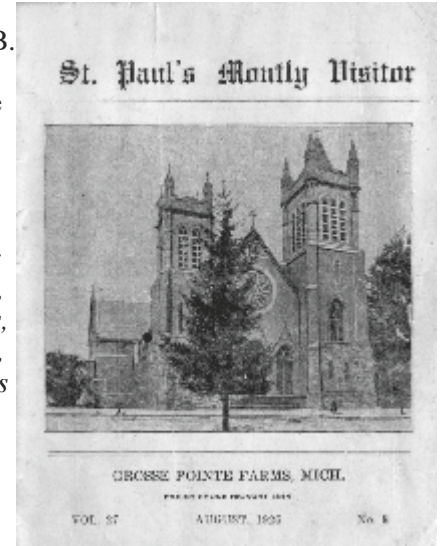 B.
e
St. Paul's Montly Visitor
,
s
GROSSE POINTE FARMS, MICH.
VOL. 27 AUGUST, 1925 No. 8